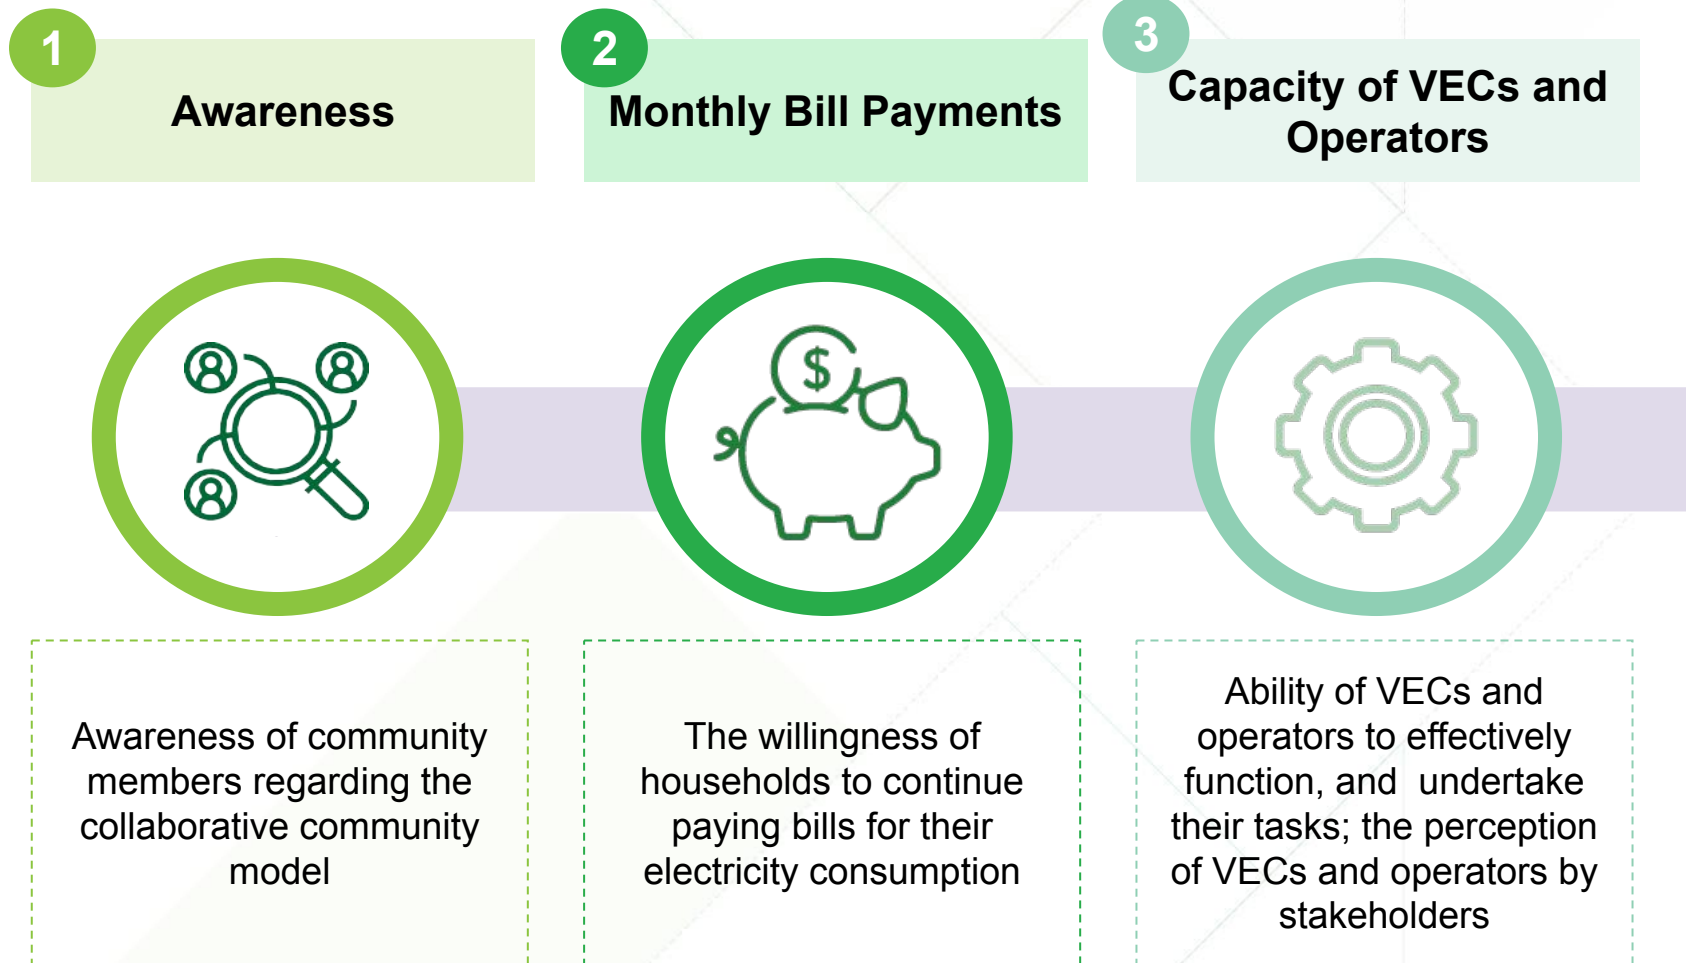 1
Awareness
2
Monthly Bill Payments
3
Capacity of VECs and
Operators
$
Awareness of community
members regarding the
collaborative community
model
The willingness of
households to continue
paying bills for their
electricity consumption
Ability of VECs and
operators to effectively
function, and  undertake
their tasks; the perception
of VECs and operators by
stakeholders